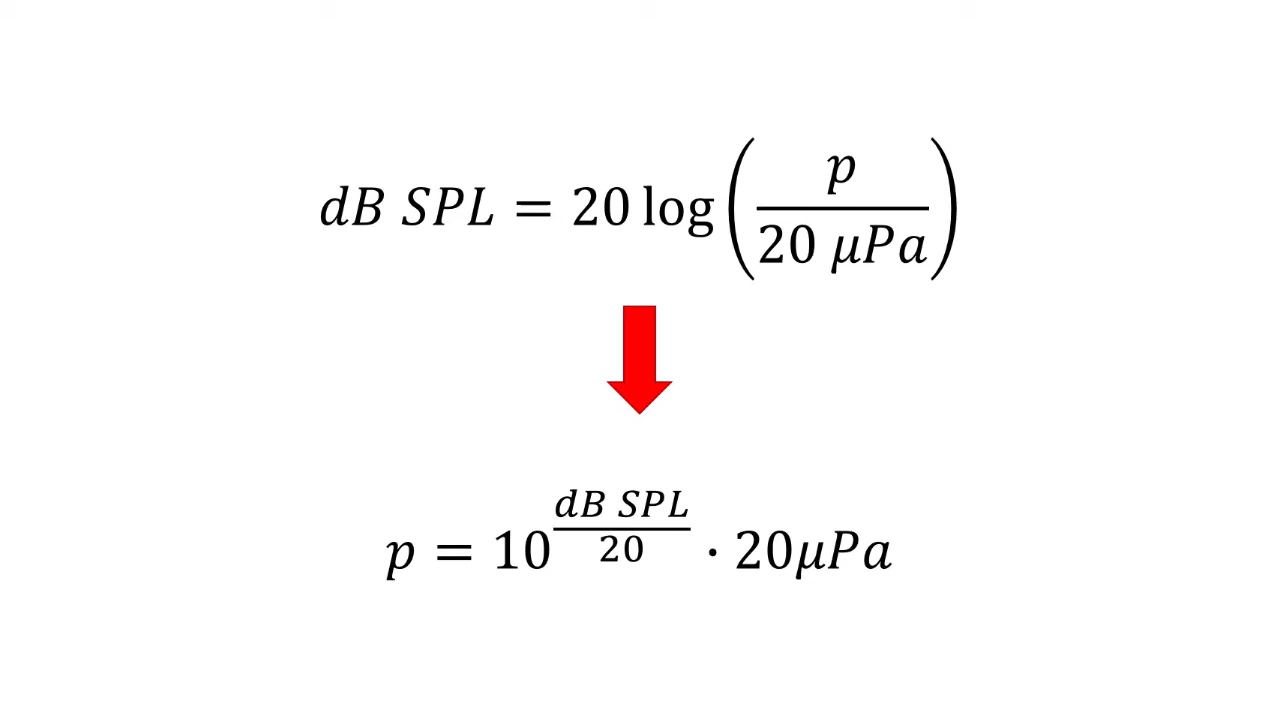 dB SPL = 20 log(p / 20 μPa)
p = 10^(dB SPL / 20) · 20μPa